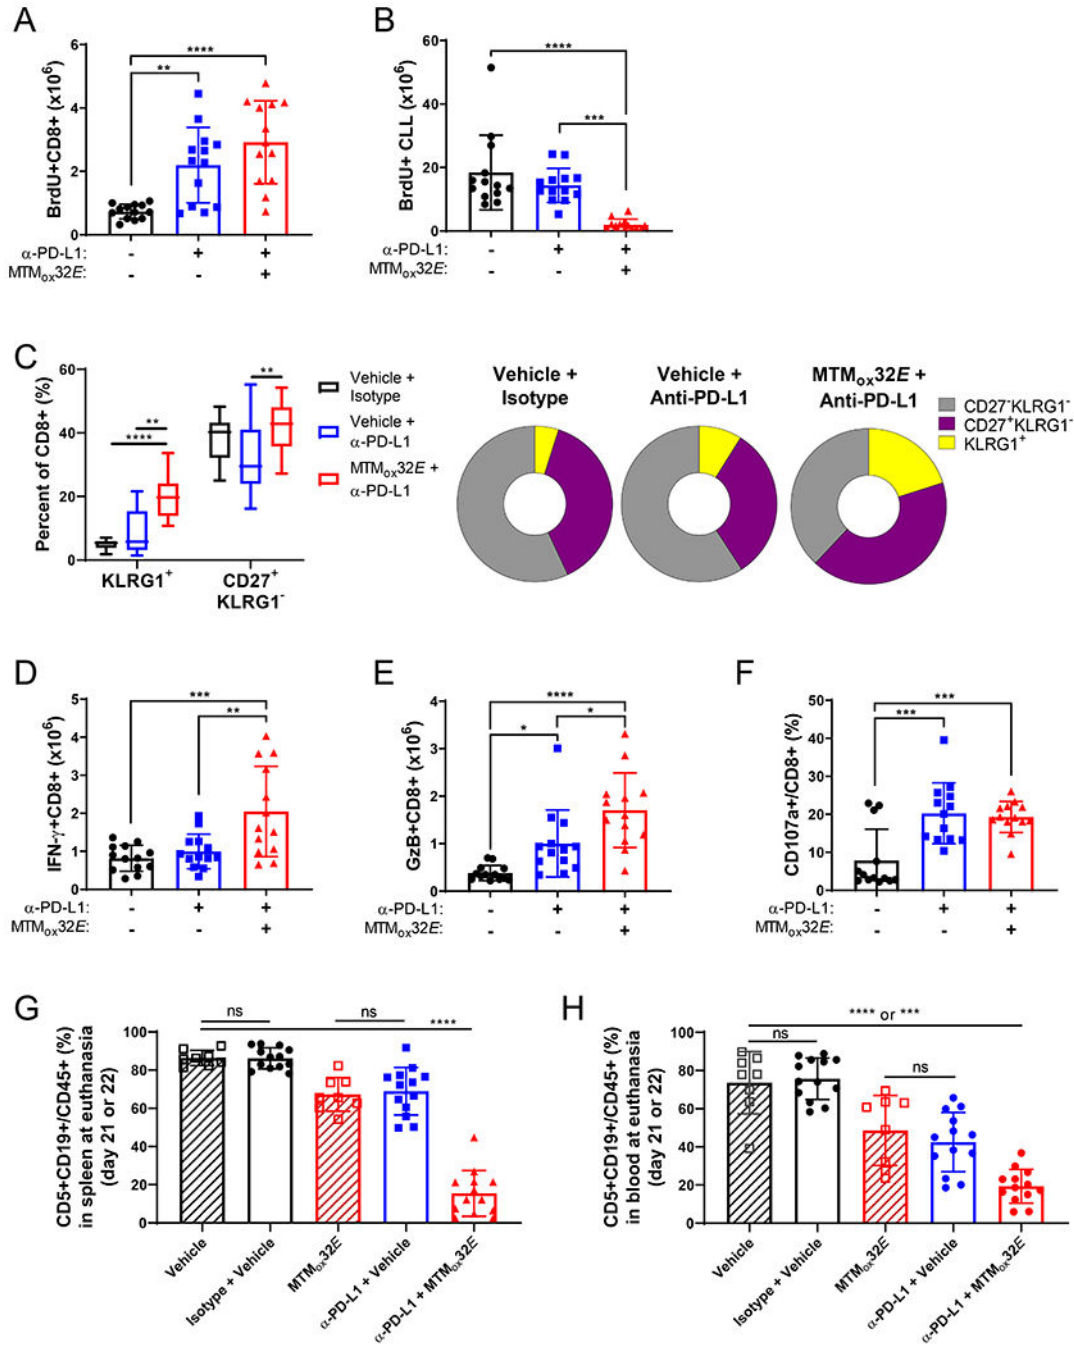 A
BrdU+CD8+ (x10⁶)
6
4
2
0
****
**
α-PD-L1: - + +
MTMox32E: - - +
B
BrdU+ CLL (x10⁶)
60
40
20
0
****
***
α-PD-L1: - + +
MTMox32E: - - +
C
Percent of CD8+ (%)
60
40
20
0
**
****
**
KLRG1⁺
CD27⁺
KLRG1⁻
Vehicle +
Isotype
Vehicle +
α-PD-L1
MTMox32E +
α-PD-L1
Vehicle +
Isotype
Vehicle +
Anti-PD-L1
MTMox32E +
Anti-PD-L1
CD27⁻KLRG1⁻
CD27⁺KLRG1⁻
KLRG1⁺
D
IFN-γ+CD8+ (x10⁶)
5
4
3
2
1
0
***
**
α-PD-L1: - + +
MTMox32E: - - +
E
GzB+CD8+ (x10⁶)
4
3
2
1
0
****
*
*
α-PD-L1: - + +
MTMox32E: - - +
F
CD107a+/CD8+ (%)
50
40
30
20
10
0
***
***
α-PD-L1: - + +
MTMox32E: - - +
G
CD5+CD19+/CD45+ (%)
in spleen at euthanasia
(day 21 or 22)
100
80
60
40
20
0
ns
ns
****
Vehicle
Isotype + Vehicle
MTMox32E
α-PD-L1 + Vehicle
α-PD-L1 + MTMox32E
H
CD5+CD19+/CD45+ (%)
in blood at euthanasia
(day 21 or 22)
100
80
60
40
20
0
**** or ***
ns
ns
Vehicle
Isotype + Vehicle
MTMox32E
α-PD-L1 + Vehicle
α-PD-L1 + MTMox32E